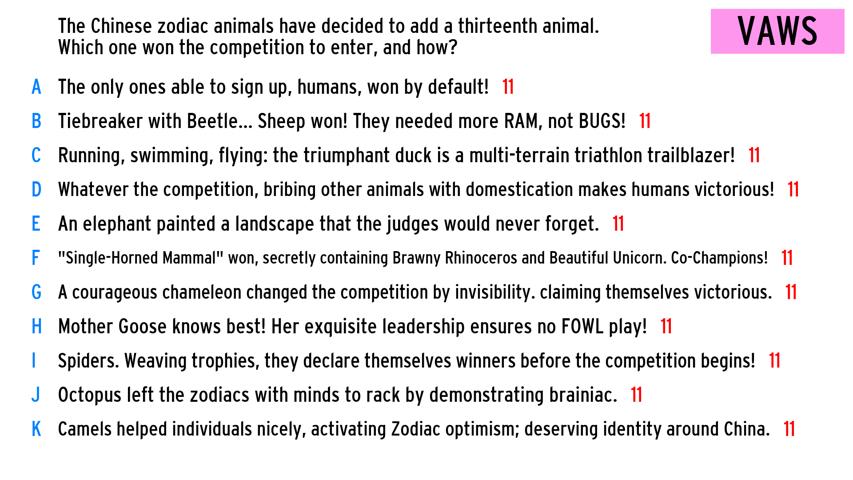 The Chinese zodiac animals have decided to add a thirteenth animal.
Which one won the competition to enter, and how?
VAWS
A The only ones able to sign up, humans, won by default! 11
B Tiebreaker with Beetle... Sheep won! They needed more RAM, not BUGS! 11
C Running, swimming, flying: the triumphant duck is a multi-terrain triathlon trailblazer! 11
D Whatever the competition, bribing other animals with domestication makes humans victorious! 11
E An elephant painted a landscape that the judges would never forget. 11
F "Single-Horned Mammal" won, secretly containing Brawny Rhinoceros and Beautiful Unicorn. Co-Champions! 11
G A courageous chameleon changed the competition by invisibility. claiming themselves victorious. 11
H Mother Goose knows best! Her exquisite leadership ensures no FOWL play! 11
I Spiders. Weaving trophies, they declare themselves winners before the competition begins! 11
J Octopus left the zodiacs with minds to rack by demonstrating brainiac. 11
K Camels helped individuals nicely, activating Zodiac optimism; deserving identity around China. 11